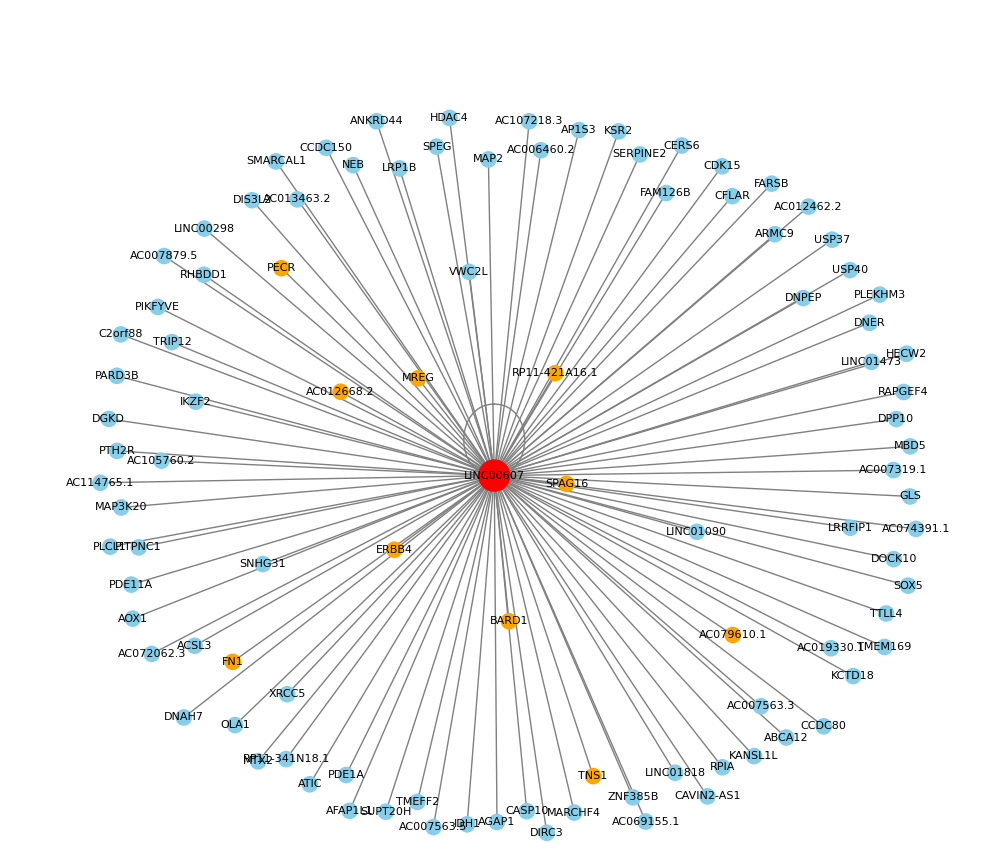 HDAC4
ANKRD44
AC107218.3
AP1S3
KSR2
CCDC150
SPEG
CERS6
AC006460.2
SERPINE2
SMARCAL1
MAP2
NEB
CDK15
LRP1B
FARSB
FAM126B
CFLAR
AC013463.2
AC012462.2
LINC00298
ARMC9
USP37
AC007879.5
PECR
USP40
VWC2L
RHBDD1
PLEKHM3
DNPEP
PIKFYVE
DNER
C2orf88
TRIP12
HECW2
LINC01473
RP11-421A16.1
PARD3B
MREG
AC012668.2
RAPGEF4
IKZF2
DGKD
DPP10
MBD5
PTH2R
AC105760.2
AC007319.1
LINC00607
AC114765.1
SPAG16
GLS
MAP3K20
LRRFIP1
AC074391.1
LINC01090
ERBB4
DOCK10
SNHG31
PDE11A
SOX5
TTLL4
AOX1
BARD1
AC079610.1
ACSL3
TMEM169
AC019330.1
AC072062.3
FN1
KCTD18
XRCC5
AC007563.3
DNAH7
OLA1
CCDC80
ABCA12
KANSL1L
RP11-341N18.1
RPIA
LINC01818
PDE1A
TNS1
ATIC
CAVIN2-AS1
ZNF385B
TMEFF2
AFAP1L1
SUPT20H
CASP10
MARCHF4
AC069155.1
AGAP1
IDH1
DIRC3